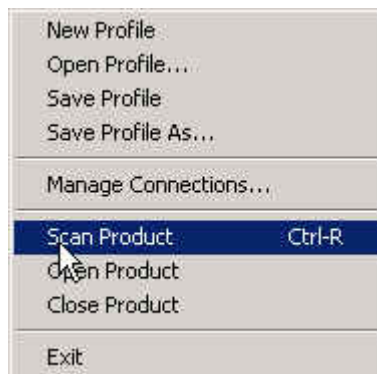 New Profile
Open Profile...
Save Profile
Save Profile As...
Manage Connections...
Scan Product Ctrl-R
Open Product
Close Product
Exit